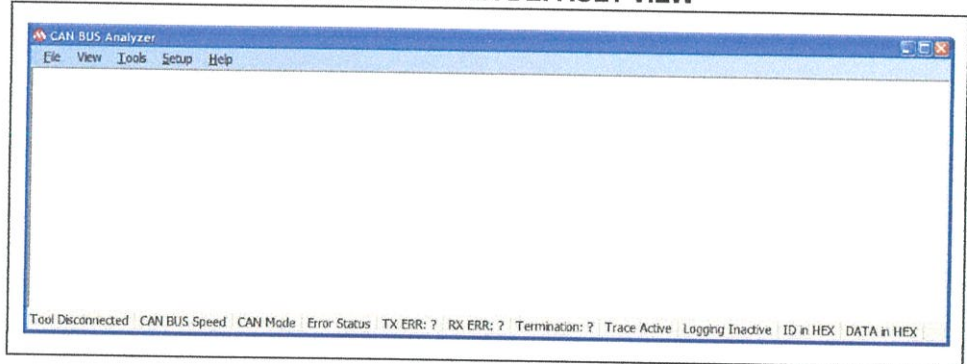 VIEW
CAN BUS Analyzer
File View Tools Setup Help
Tool Disconnected CAN BUS Speed CAN Mode Error Status TX ERR: ? RX ERR: ? Termination: ? Trace Active Logging Inactive ID in HEX DATA in HEX